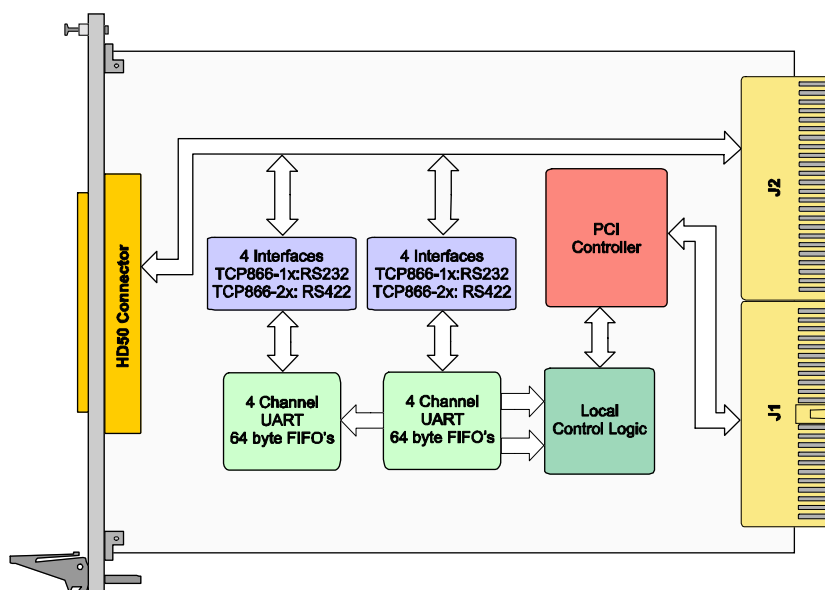 HD50 Connector
4 Interfaces
TCP866-1x:RS232
TCP866-2x: RS422
4 Interfaces
TCP866-1x:RS232
TCP866-2x: RS422
PCI
Controller
J2
4 Channel
UART
64 byte FIFO's
4 Channel
UART
64 byte FIFO's
Local
Control Logic
J1